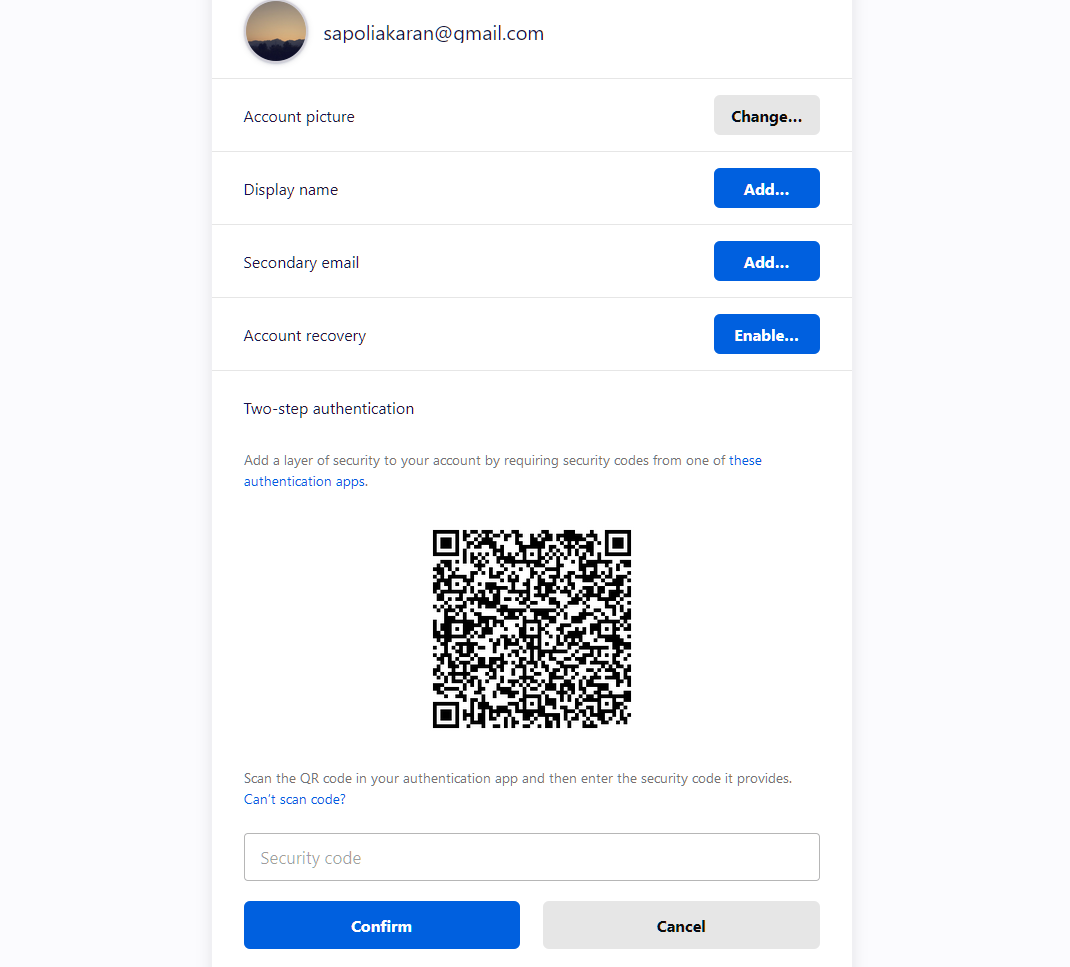 sapoliakaran@gmail.com
Account picture
Change...
Display name
Add...
Secondary email
Add...
Account recovery
Enable...
Two-step authentication
Add a layer of security to your account by requiring security codes from one of these
authentication apps.
Scan the QR code in your authentication app and then enter the security code it provides.
Can't scan code?
Security code
Confirm
Cancel